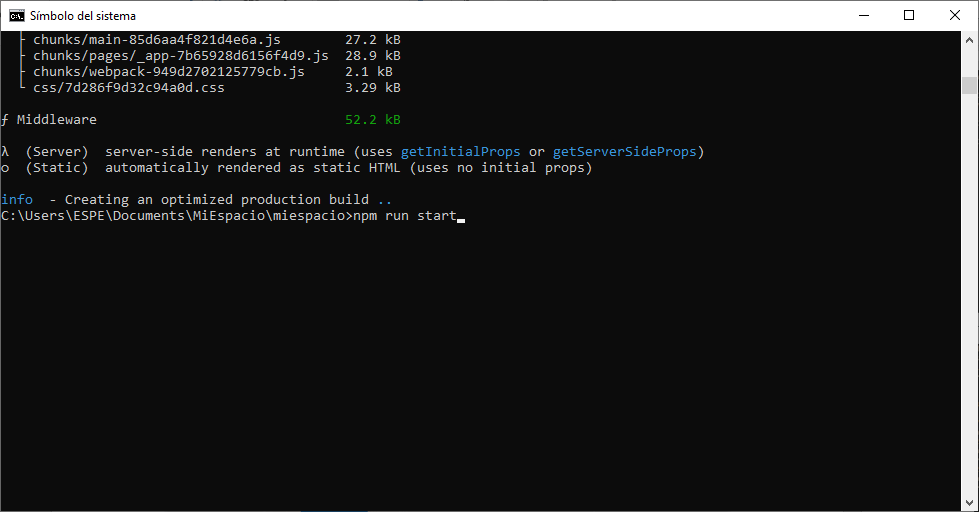 Símbolo del sistema
├ chunks/main-85d6aa4f821d4e6a.js 27.2 kB
├ chunks/pages/_app-7b65928d6156f4d9.js 28.9 kB
├ chunks/webpack-949d2702125779cb.js 2.1 kB
└ css/7d286f9d32c94a0d.css 3.29 kB
ƒ Middleware 52.2 kB
λ (Server) server-side renders at runtime (uses getInitialProps or getServerSideProps)
○ (Static) automatically rendered as static HTML (uses no initial props)
info - Creating an optimized production build ..
C:\Users\ESPE\Documents\MiEspacio\miespacio>npm run start